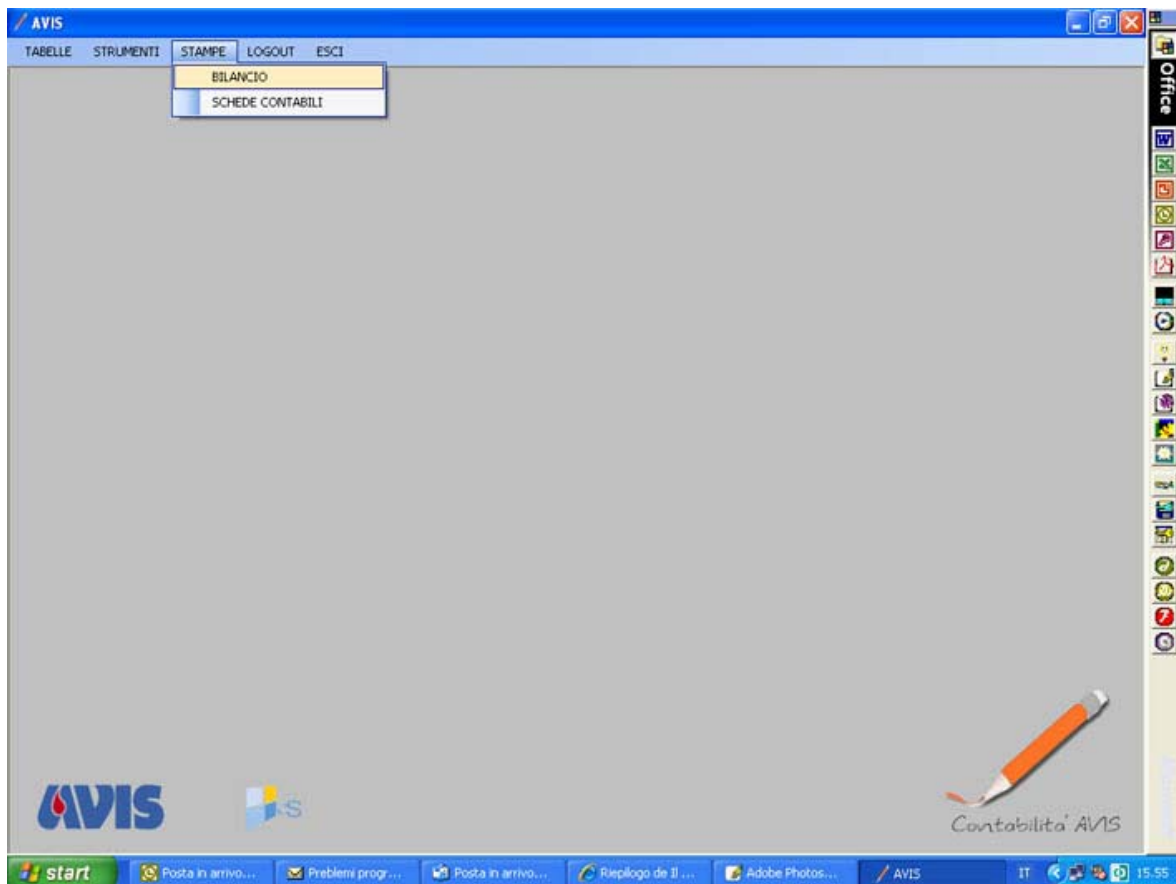 AVIS
TABELLE STRUMENTI STAMPE LOGOUT ESCI
BILANCIO
SCHEDE CONTABILI
Office
AVIS
S
Contabilita' AVIS
start Posta in arrivo... Preblemi progr... Posta in arrivo... Riepilogo de Il ... Adobe Photos... AVIS IT 15.55